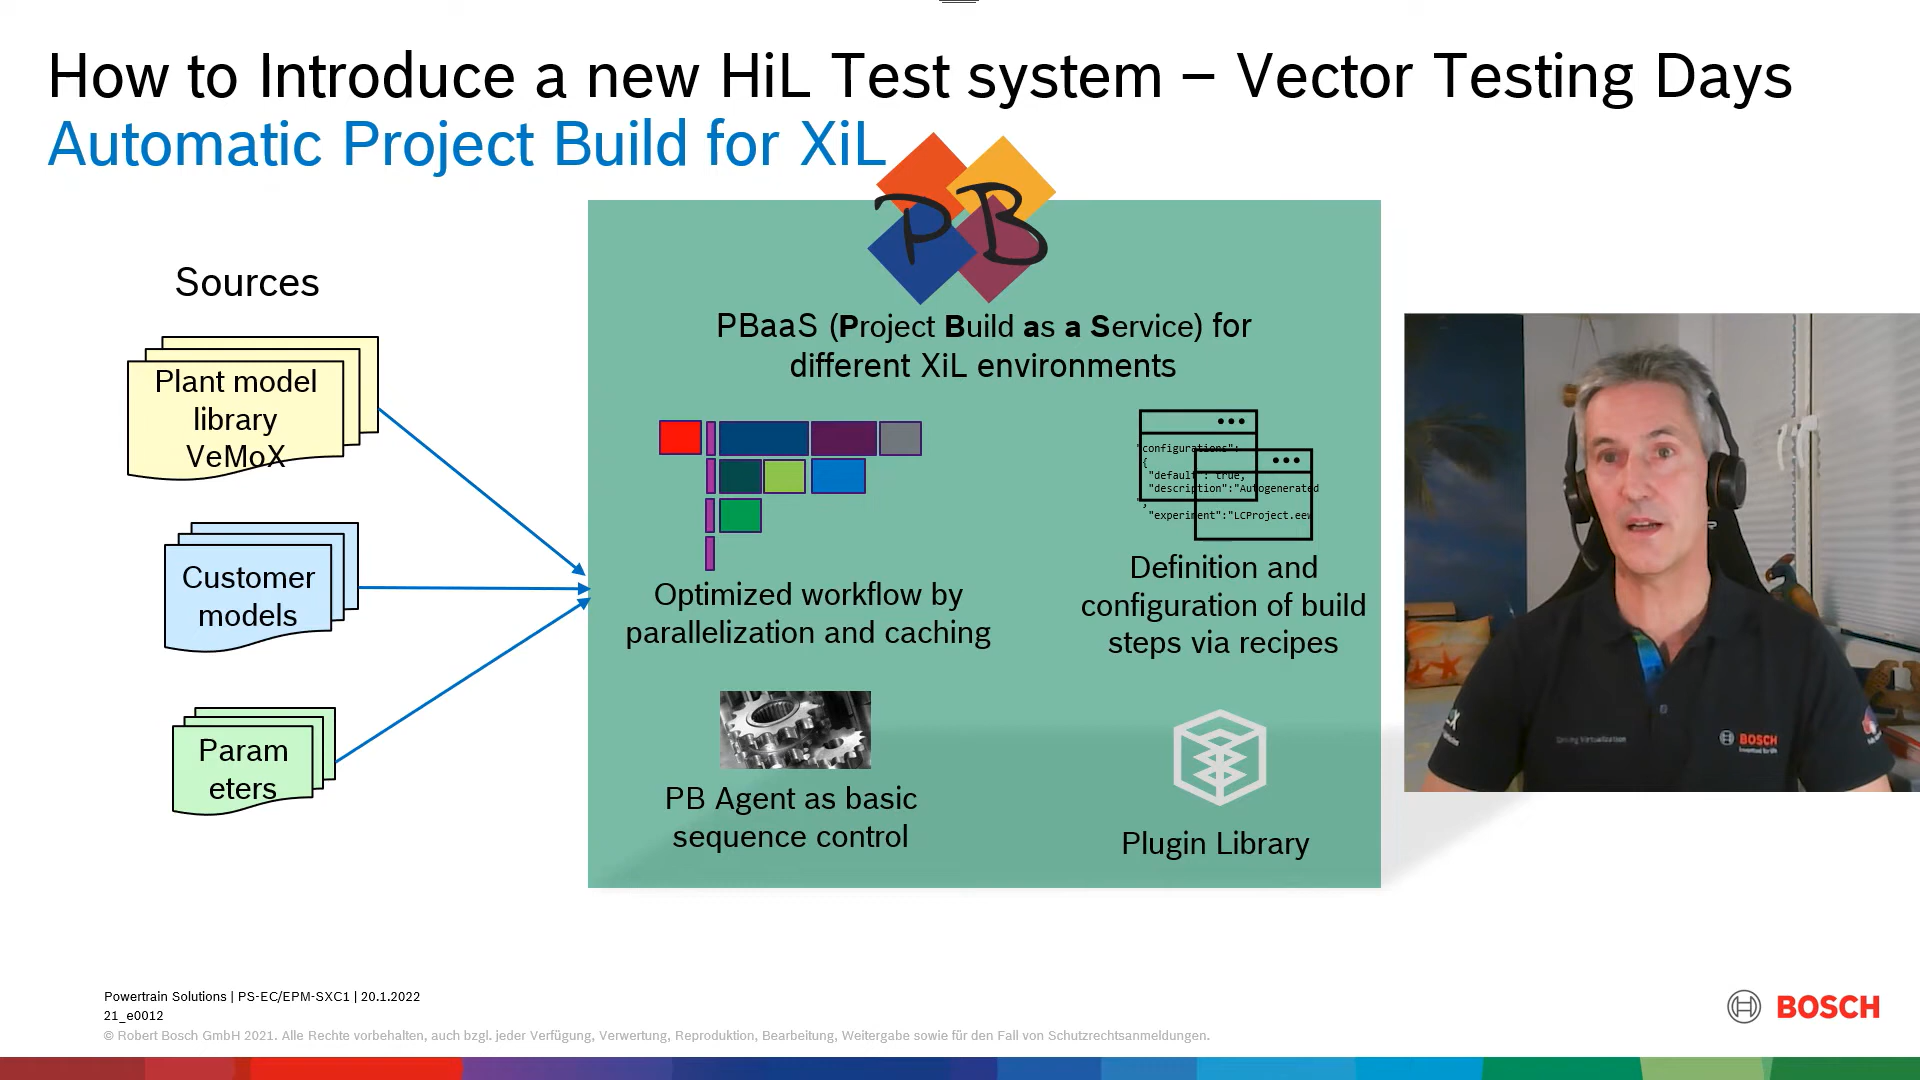 How to Introduce a new HiL Test system – Vector Testing Days
Automatic Project Build for XiL
PB
Sources
Plant model
library
VeMoX
Customer
models
Param
eters
PBaaS (Project Build as a Service) for
different XiL environments
"configurations":
{
"default": true,
"description":"Autogenerated
",
"experiment":"LCProject.eew
Optimized workflow by
parallelization and caching
Definition and
configuration of build
steps via recipes
PB Agent as basic
sequence control
Plugin Library
BOSCH
Powertrain Solutions | PS-EC/EPM-SXC1 | 20.1.2022
21_e0012
© Robert Bosch GmbH 2021. Alle Rechte vorbehalten, auch bzgl. jeder Verfügung, Verwertung, Reproduktion, Bearbeitung, Weitergabe sowie für den Fall von Schutzrechtsanmeldungen.
BOSCH